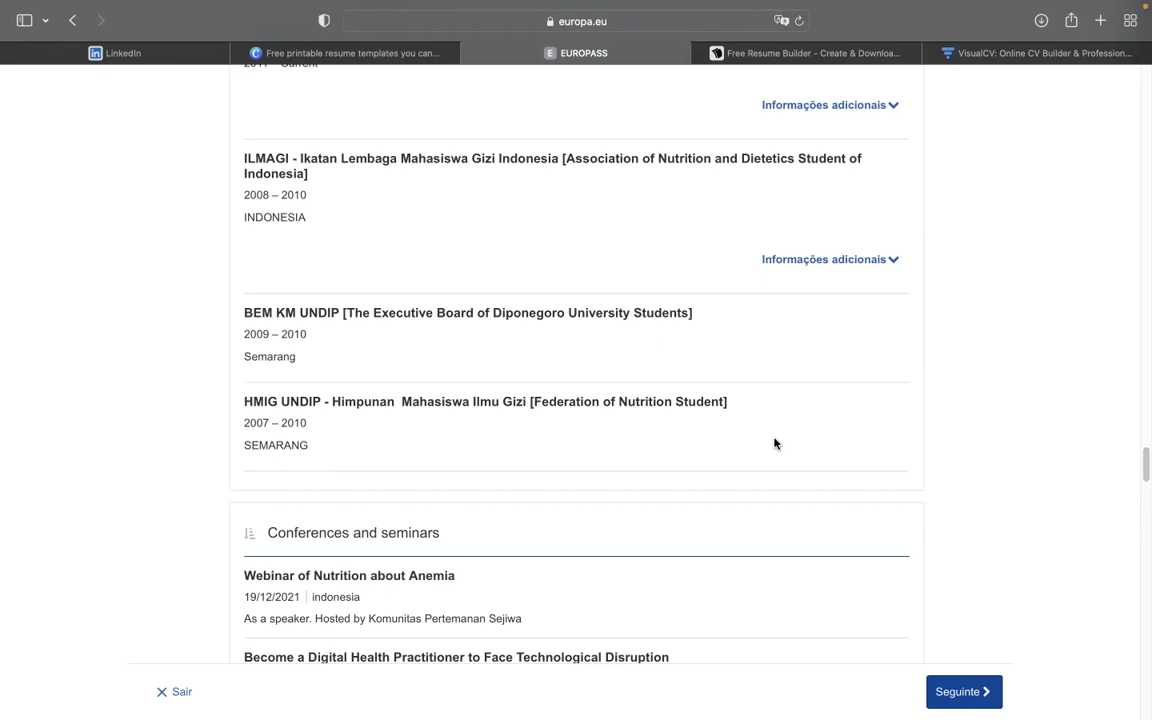 europa.eu
LinkedIn
Free printable resume templates you can...
E EUROPASS
Free Resume Builder - Create & Downloa...
VisualCV: Online CV Builder & Profession...
2011 – Current
Informações adicionais
ILMAGI - Ikatan Lembaga Mahasiswa Gizi Indonesia [Association of Nutrition and Dietetics Student of
Indonesia]
2008 – 2010
INDONESIA
Informações adicionais
BEM KM UNDIP [The Executive Board of Diponegoro University Students]
2009 – 2010
Semarang
HMIG UNDIP - Himpunan Mahasiswa Ilmu Gizi [Federation of Nutrition Student]
2007 – 2010
SEMARANG
Conferences and seminars
Webinar of Nutrition about Anemia
19/12/2021 indonesia
As a speaker. Hosted by Komunitas Pertemanan Sejiwa
Become a Digital Health Practitioner to Face Technological Disruption
Sair
Seguinte